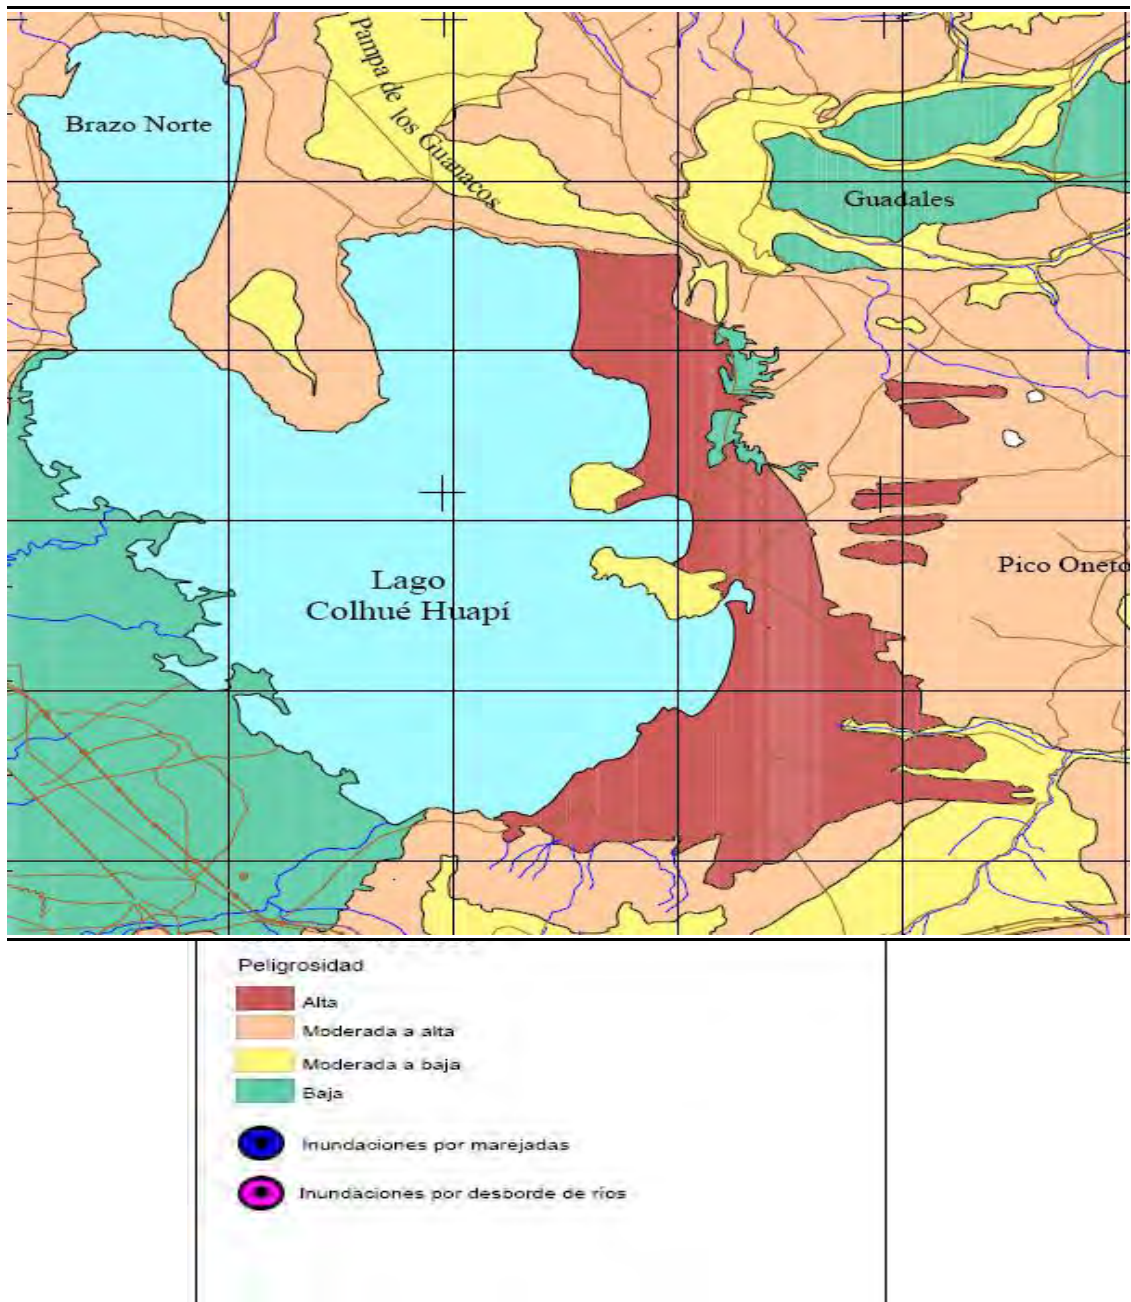 Brazo Norte
Pampa de los Guanacos
Guadales
Pico Oneto
Lago
Colhué Huapí
Peligrosidad
Alta
Moderada a alta
Moderada a baja
Baja
Inundaciones por marejadas
Inundaciones por desborde de ríos